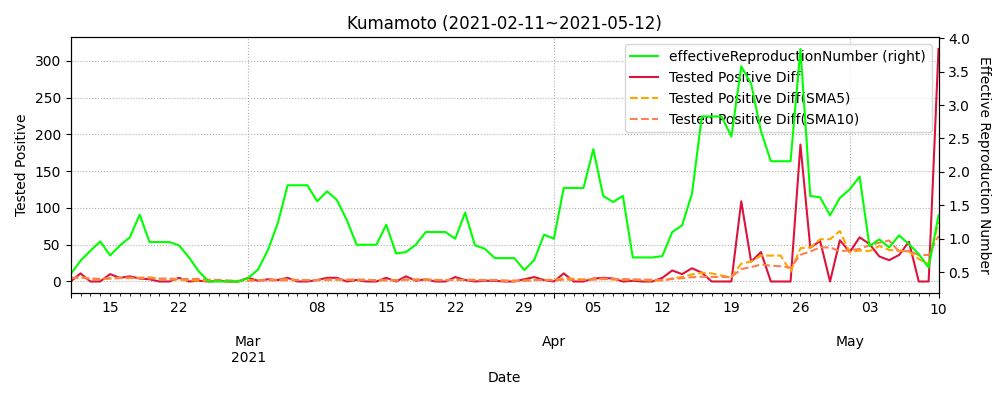 Kumamoto (2021-02-11~2021-05-12)
effectiveReproductionNumber (right)
Tested Positive Diff
Tested Positive Diff(SMA5)
Tested Positive Diff(SMA10)
Tested Positive
300
250
200
150
100
50
0
4.0
3.5
3.0
2.5
2.0
1.5
1.0
0.5
Effective Reproduction Number
15 22 08 15 22 05 12 19 26 03 10
Mar Apr May
2021
Date